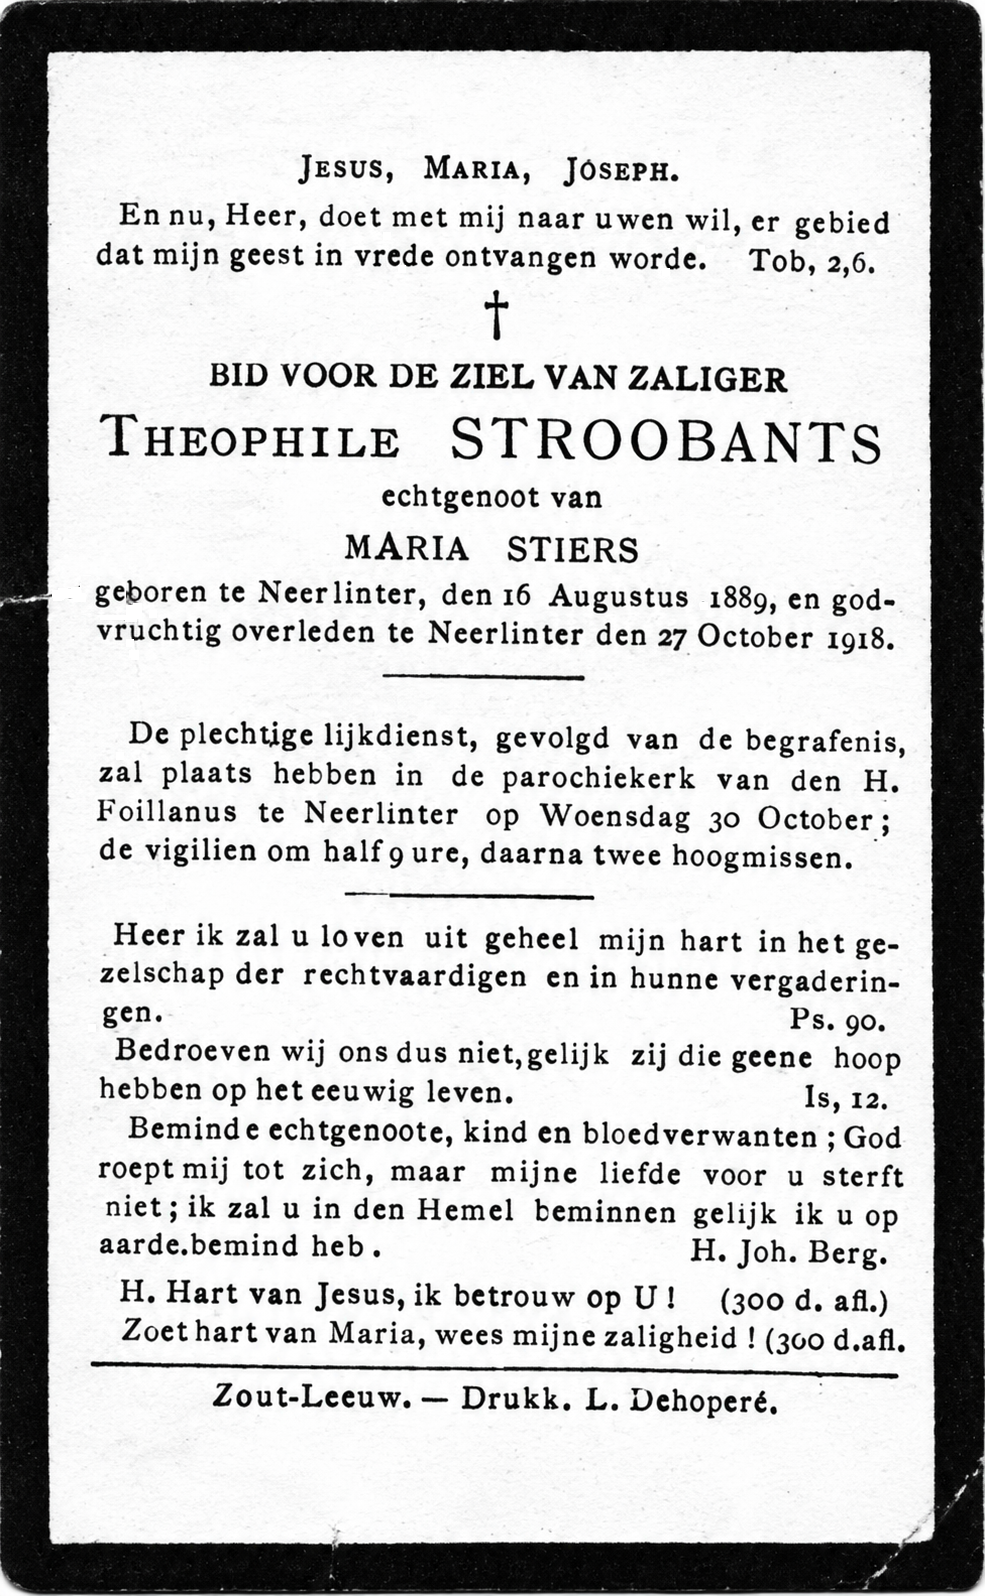 JESUS, MARIA, JOSEPH.
En nu, Heer, doet met mij naar uwen wil, er gebied
dat mijn geest in vrede ontvangen worde. Tob, 2,6.
†
BID VOOR DE ZIEL VAN ZALIGER
THEOPHILE STROOBANTS
echtgenoot van
MARIA STIERS
geboren te Neerlinter, den 16 Augustus 1889, en god-
vruchtig overleden te Neerlinter den 27 October 1918.
De plechtige lijkdienst, gevolgd van de begrafenis,
zal plaats hebben in de parochiekerk van den H.
Foillanus te Neerlinter op Woensdag 30 October;
de vigilien om half 9 ure, daarna twee hoogmissen.
Heer ik zal u loven uit geheel mijn hart in het ge-
zelschap der rechtvaardigen en in hunne vergaderin-
gen. Ps. 90.
Bedroeven wij ons dus niet, gelijk zij die geene hoop
hebben op het eeuwig leven. Is, 12.
Beminde echtgenoote, kind en bloedverwanten ; God
roept mij tot zich, maar mijne liefde voor u sterft
niet ; ik zal u in den Hemel beminnen gelijk ik u op
aarde.bemind heb. H. Joh. Berg.
H. Hart van Jesus, ik betrouw op U ! (300 d. afl.)
Zoet hart van Maria, wees mijne zaligheid ! (300 d.afl.
Zout-Leeuw. — Drukk. L. Dehoperé.